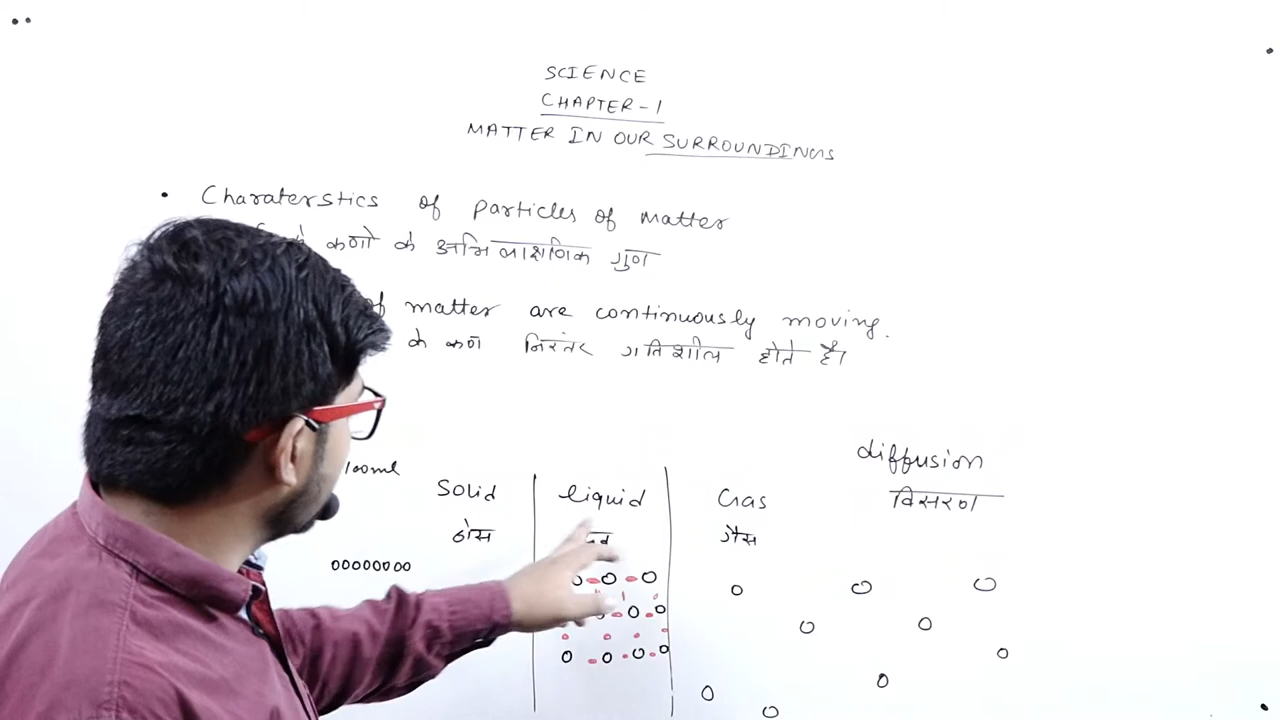 SCIENCE
CHAPTER-1
MATTER IN OUR SURROUNDINGS
• Charaterstics of particles of matter
के कणो के अभिलाक्षणिक गुण
of matter are continuously moving.
के कण निरंतर गतिशील होते है।
diffusion
विसरण
100ml
Solid liquid Gas
ठोस गैस